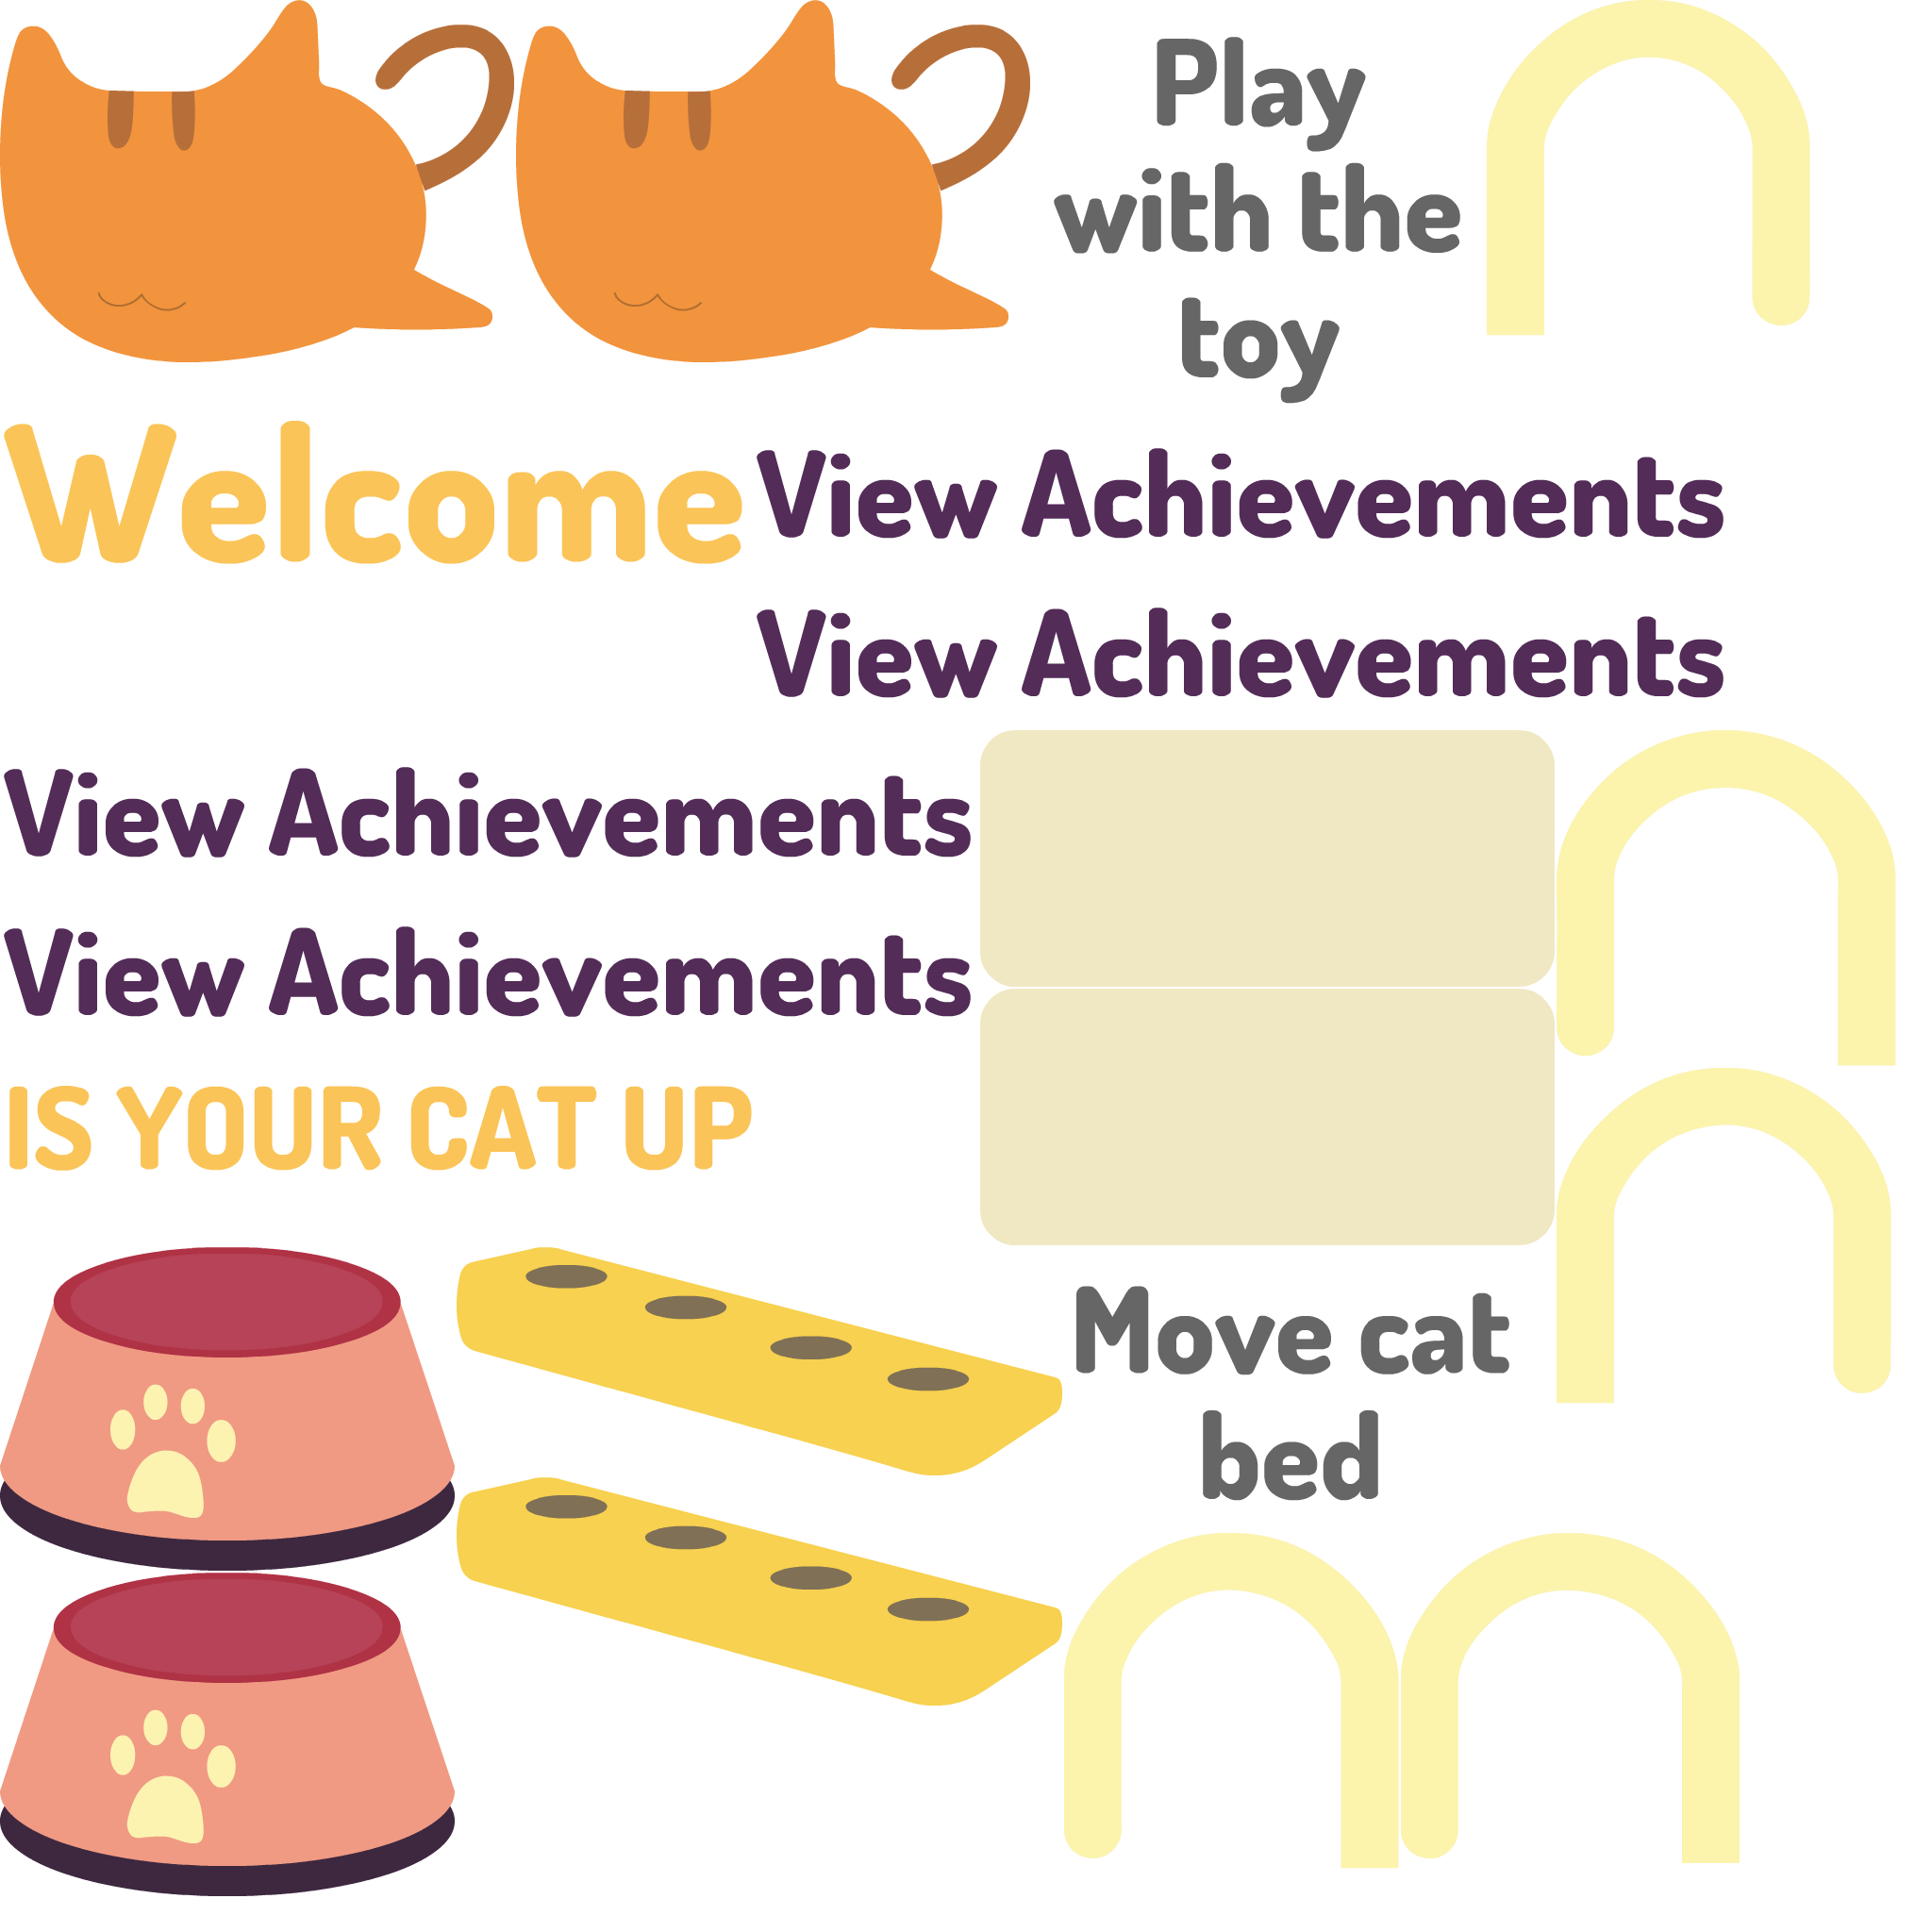 Play
with the
toy
Welcome
View Achievements
View Achievements
View Achievements
View Achievements
IS YOUR CAT UP
Move cat
bed